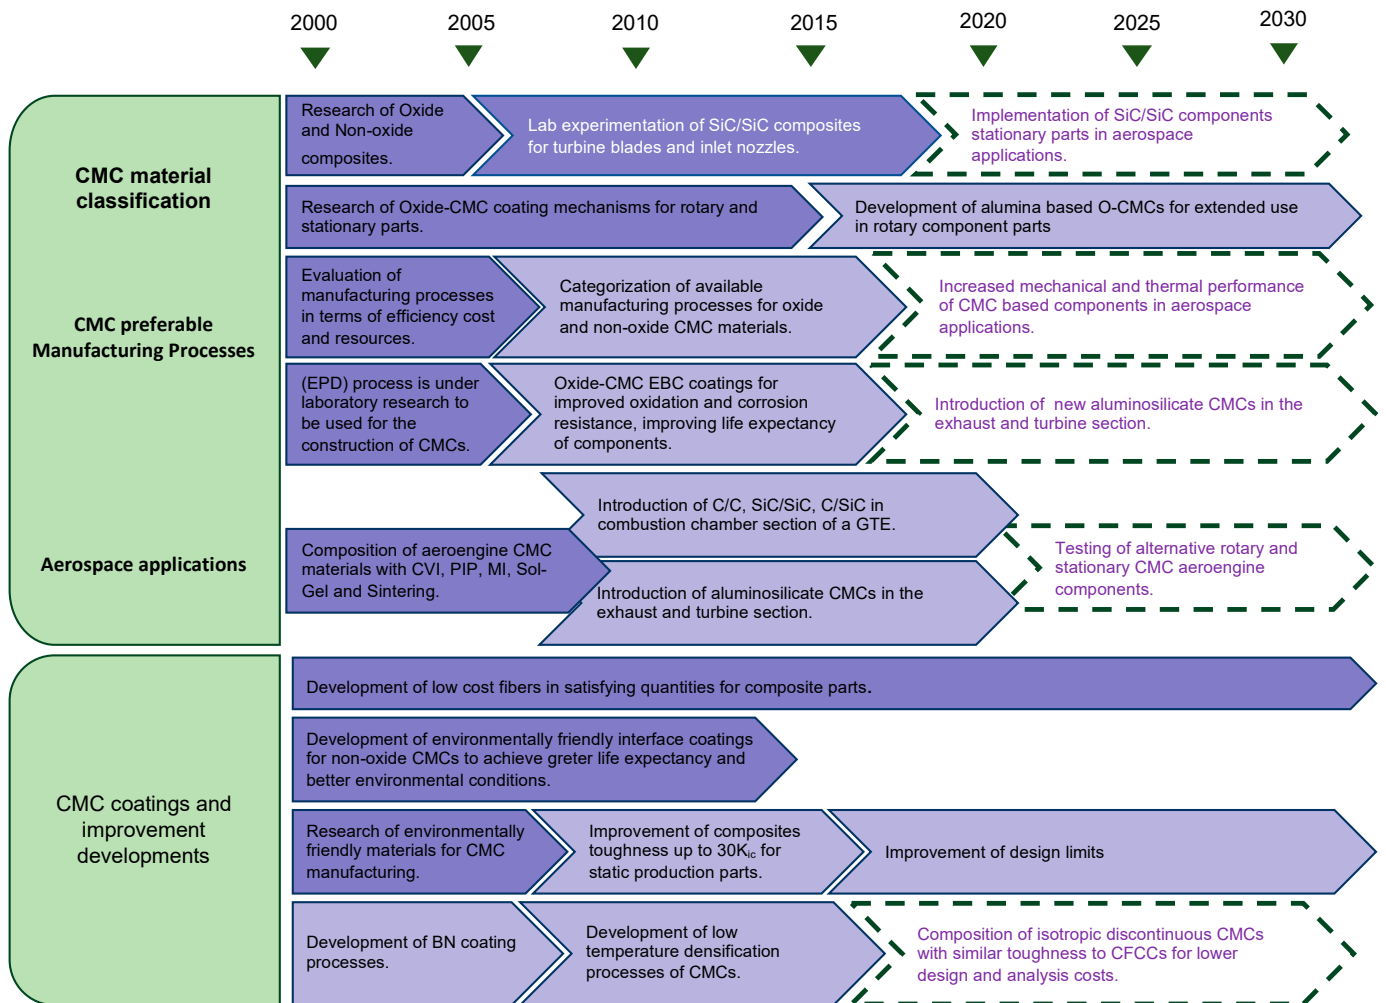 2000 2005 2010 2015 2020 2025 2030
CMC material
classification
Research of Oxide
and Non-oxide
composites.
Lab experimentation of SiC/SiC composites
for turbine blades and inlet nozzles.
Implementation of SiC/SiC components
stationary parts in aerospace
applications.
Research of Oxide-CMC coating mechanisms for rotary and
stationary parts.
Development of alumina based O-CMCs for extended use
in rotary component parts
CMC preferable
Manufacturing Processes
Evaluation of
manufacturing processes
in terms of efficiency cost
and resources.
Categorization of available
manufacturing processes for oxide
and non-oxide CMC materials.
Increased mechanical and thermal performance
of CMC based components in aerospace
applications.
(EPD) process is under
laboratory research to
be used for the
construction of CMCs.
Oxide-CMC EBC coatings for
improved oxidation and corrosion
resistance, improving life expectancy
of components.
Introduction of new aluminosilicate CMCs in the
exhaust and turbine section.
Aerospace applications
Composition of aeroengine CMC
materials with CVI, PIP, MI, Sol-
Gel and Sintering.
Introduction of C/C, SiC/SiC, C/SiC in
combustion chamber section of a GTE.
Introduction of aluminosilicate CMCs in the
exhaust and turbine section.
Testing of alternative rotary and
stationary CMC aeroengine
components.
CMC coatings and
improvement
developments
Development of low cost fibers in satisfying quantities for composite parts.
Development of environmentally friendly interface coatings
for non-oxide CMCs to achieve greter life expectancy and
better environmental conditions.
Research of environmentally
friendly materials for CMC
manufacturing.
Improvement of composites
toughness up to 30Kic for
static production parts.
Improvement of design limits
Development of BN coating
processes.
Development of low
temperature densification
processes of CMCs.
Composition of isotropic discontinuous CMCs
with similar toughness to CFCCs for lower
design and analysis costs.